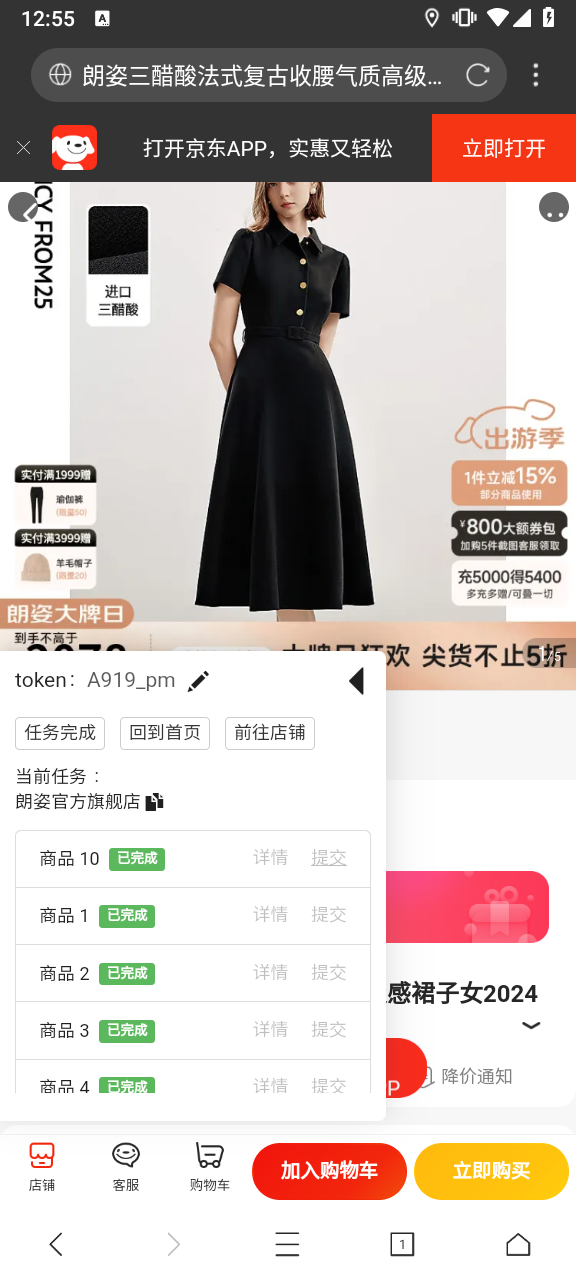 12:55
A
朗姿三醋酸法式复古收腰气质高级...
打开京东APP，实惠又轻松
立即打开
ICY FROM25
进口
三醋酸
出游季
实付满1999赠
瑜伽裤
(限量50)
1件立减15%
部分商品使用
¥800大额券包
加购5件截图客服领取
实付满3999赠
羊毛帽子
(限量20)
充5000得5400
多充多赠/可叠一切
朗姿大牌日
到手不高于
大牌日狂欢 尖货不止5折
1/5
token： A919_pm
任务完成
回到首页
前往店铺
当前任务：
朗姿官方旗舰店
商品 10 已完成 详情 提交
商品 1 已完成 详情 提交
商品 2 已完成 详情 提交
感裙子女2024
商品 3 已完成 详情 提交
降价通知
商品 4 已完成 详情 提交
P
店铺
客服
购物车
加入购物车
立即购买
1